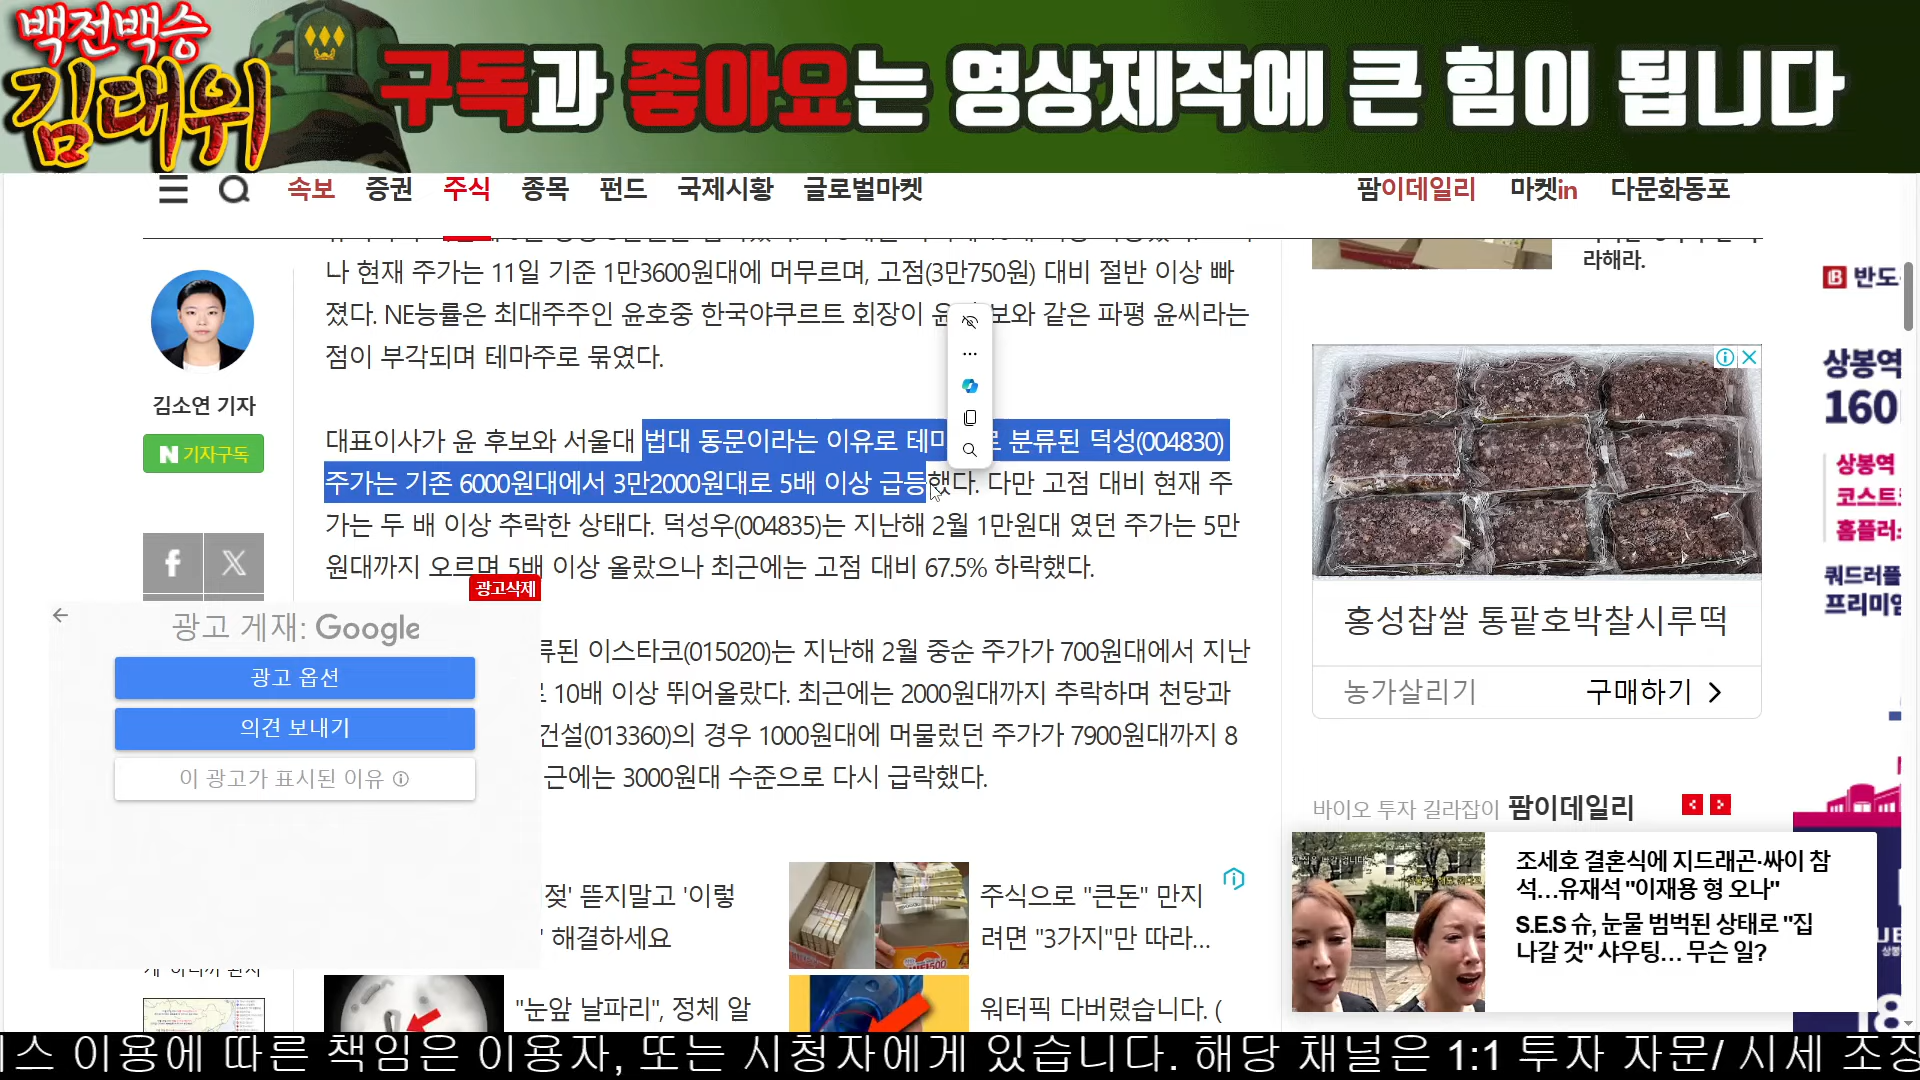 백전백승
김대위
구독과 좋아요는 영상제작에 큰 힘이 됩니다
속보 증권 주식 종목 펀드 국제시황 글로벌마켓
팜이데일리 마켓in 다문화동포
나 현재 주가는 11일 기준 1만3600원대에 머무르며, 고점(3만750원) 대비 절반 이상 빠
졌다. NE능률은 최대주주인 윤호중 한국야쿠르트 회장이 윤 보와 같은 파평 윤씨라는
점이 부각되며 테마주로 묶였다.
대표이사가 윤 후보와 서울대 법대 동문이라는 이유로 테마 로 분류된 덕성(004830)
주가는 기존 6000원대에서 3만2000원대로 5배 이상 급등했다. 다만 고점 대비 현재 주
가는 두 배 이상 추락한 상태다. 덕성우(004835)는 지난해 2월 1만원대 였던 주가는 5만
원대까지 오르며 5배 이상 올랐으나 최근에는 고점 대비 67.5% 하락했다.
류된 이스타코(015020)는 지난해 2월 중순 주가가 700원대에서 지난
로 10배 이상 뛰어올랐다. 최근에는 2000원대까지 추락하며 천당과
건설(013360)의 경우 1000원대에 머물렀던 주가가 7900원대까지 8
근에는 3000원대 수준으로 다시 급락했다.
김소연 기자
N 기자구독
f X
광고삭제
광고 게재: Google
광고 옵션
의견 보내기
이 광고가 표시된 이유
젖' 뜯지말고 '이렇
' 해결하세요
주식으로 "큰돈" 만지
려면 "3가지"만 따라...
"눈앞 날파리", 정체 알
워터픽 다버렸습니다. (
라해라.
홍성찹쌀 통팥호박찰시루떡
농가살리기 구매하기
바이오 투자 길라잡이 팜이데일리
조세호 결혼식에 지드래곤·싸이 참
석…유재석 "이재용 형 오나"
S.E.S 슈, 눈물 범벅된 상태로 "집
나갈 것" 샤우팅… 무슨 일?
B 반도
상봉역
160
상봉역
코스트
홈플러
쿼드러플
프리미엄
18
스 이용에 따른 책임은 이용자, 또는 시청자에게 있습니다. 해당 채널은 1:1 투자 자문/ 시세 조장